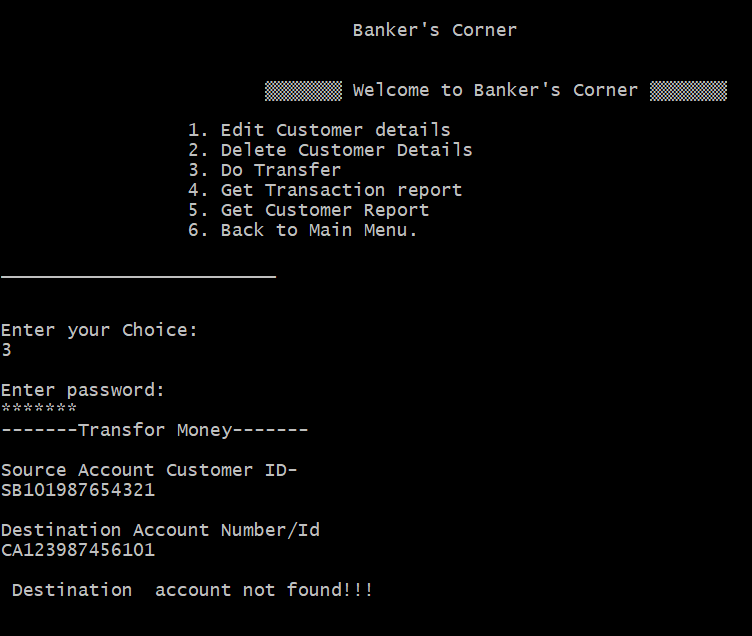 Banker's Corner
▒▒▒▒▒▒▒ Welcome to Banker's Corner ▒▒▒▒▒▒▒
1. Edit Customer details
2. Delete Customer Details
3. Do Transfer
4. Get Transaction report
5. Get Customer Report
6. Back to Main Menu.
_________________________
Enter your Choice:
3
Enter password:
*******
-------Transfor Money-------
Source Account Customer ID-
SB101987654321
Destination Account Number/Id
CA123987456101
Destination  account not found!!!